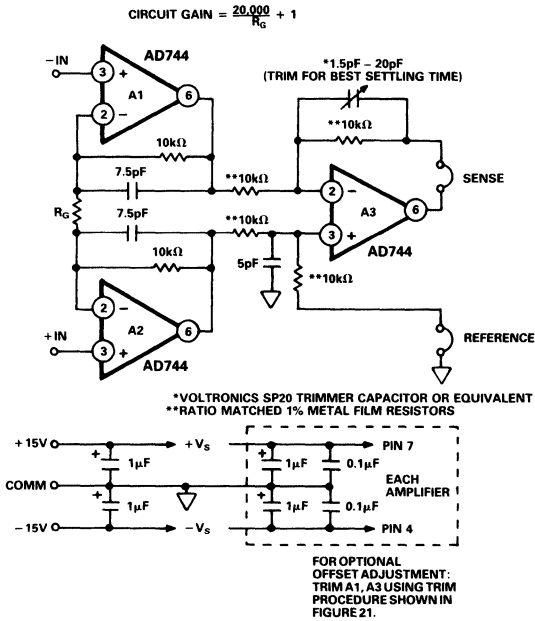 CIRCUIT GAIN = 20,000 / R_G + 1
–IN
3
+
A1
2
–
6
AD744
*1.5pF – 20pF
(TRIM FOR BEST SETTLING TIME)
10kΩ
**10kΩ
7.5pF
**10kΩ
R_G
7.5pF
**10kΩ
2
–
A3
6
3
+
AD744
SENSE
10kΩ
5pF
**10kΩ
2
–
A2
6
+IN
3
+
AD744
REFERENCE
*VOLTRONICS SP20 TRIMMER CAPACITOR OR EQUIVALENT
**RATIO MATCHED 1% METAL FILM RESISTORS
+15V
+V_S
PIN 7
+
1μF
+
1μF
0.1μF
COMM
EACH
AMPLIFIER
+
1μF
+
1μF
0.1μF
–15V
–V_S
PIN 4
FOR OPTIONAL
OFFSET ADJUSTMENT:
TRIM A1, A3 USING TRIM
PROCEDURE SHOWN IN
FIGURE 21.